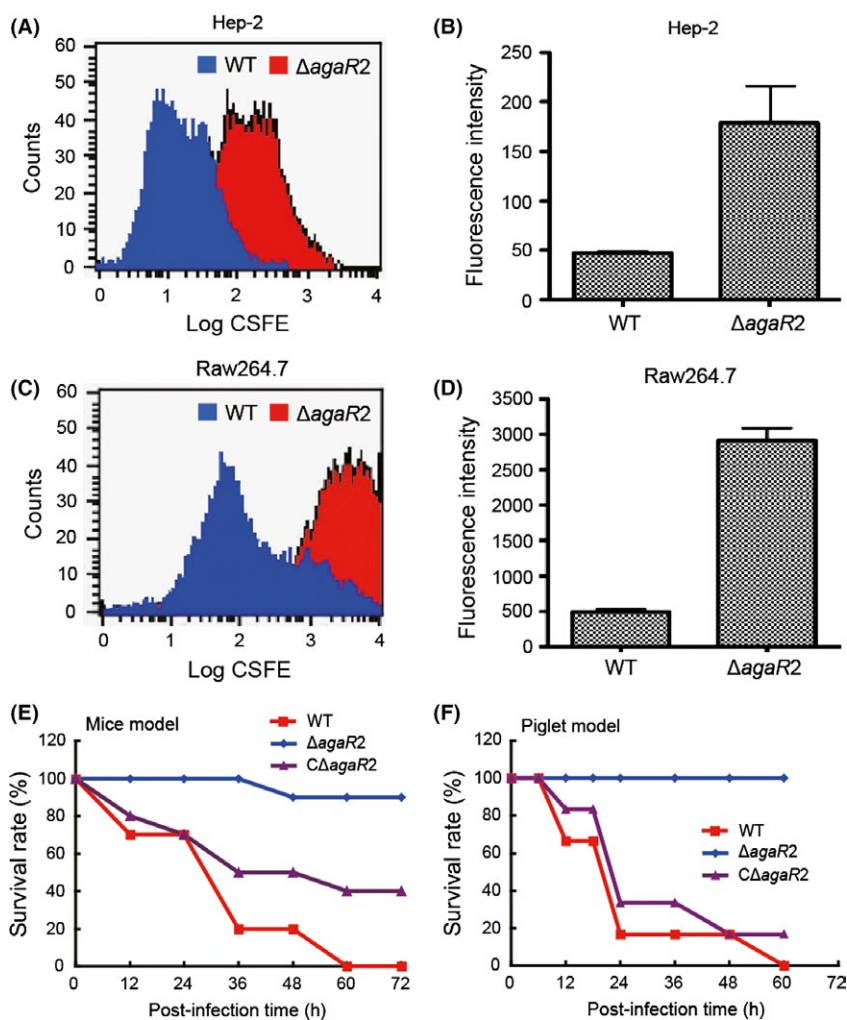 (A)
Hep-2
WT ΔagaR2
Counts
60
50
40
30
20
10
0
0 1 2 3 4
Log CSFE
(B)
Hep-2
Fluorescence intensity
250
200
150
100
50
0
WT ΔagaR2
(C)
Raw264.7
WT ΔagaR2
Counts
60
50
40
30
20
10
0
0 1 2 3 4
Log CSFE
(D)
Raw264.7
Fluorescence intensity
3500
3000
2500
2000
1500
1000
500
0
WT ΔagaR2
(E)
Mice model
WT
ΔagaR2
CΔagaR2
Survival rate (%)
120
100
80
60
40
20
0
0 12 24 36 48 60 72
Post-infection time (h)
(F)
Piglet model
WT
ΔagaR2
CΔagaR2
Survival rate (%)
120
100
80
60
40
20
0
0 12 24 36 48 60 72
Post-infection time (h)